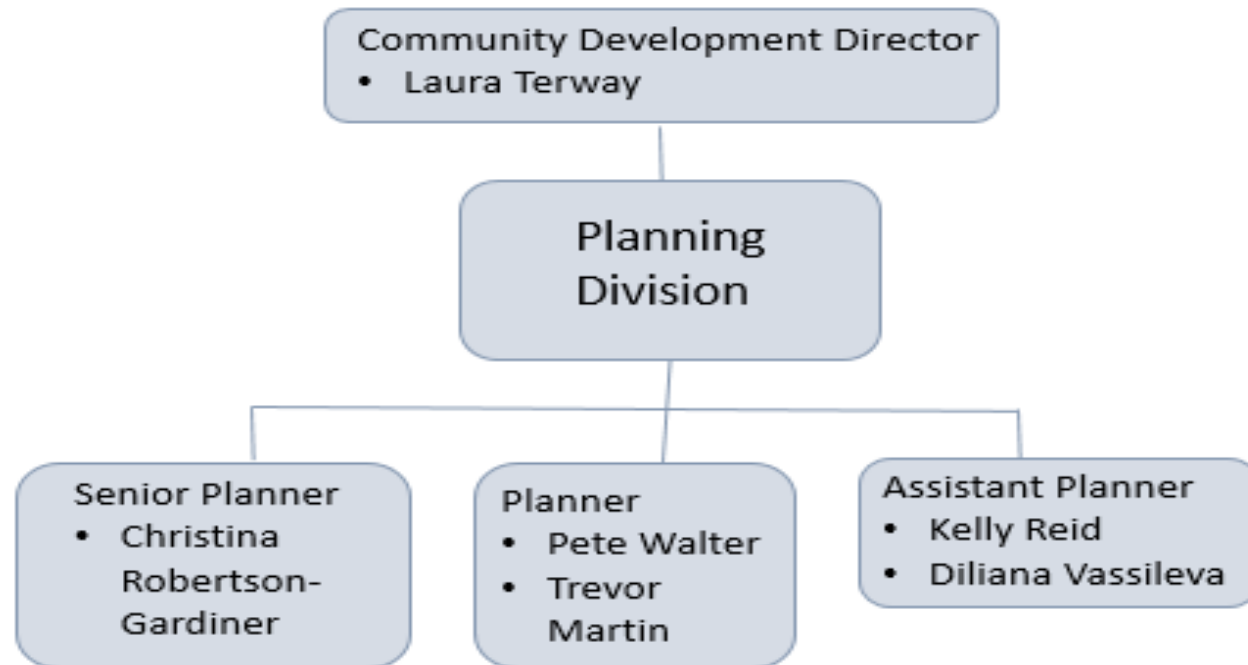 Community Development Director
• Laura Terway
Planning
Division
Senior Planner
• Christina
Robertson-
Gardiner
Planner
• Pete Walter
• Trevor
Martin
Assistant Planner
• Kelly Reid
• Diliana Vassileva